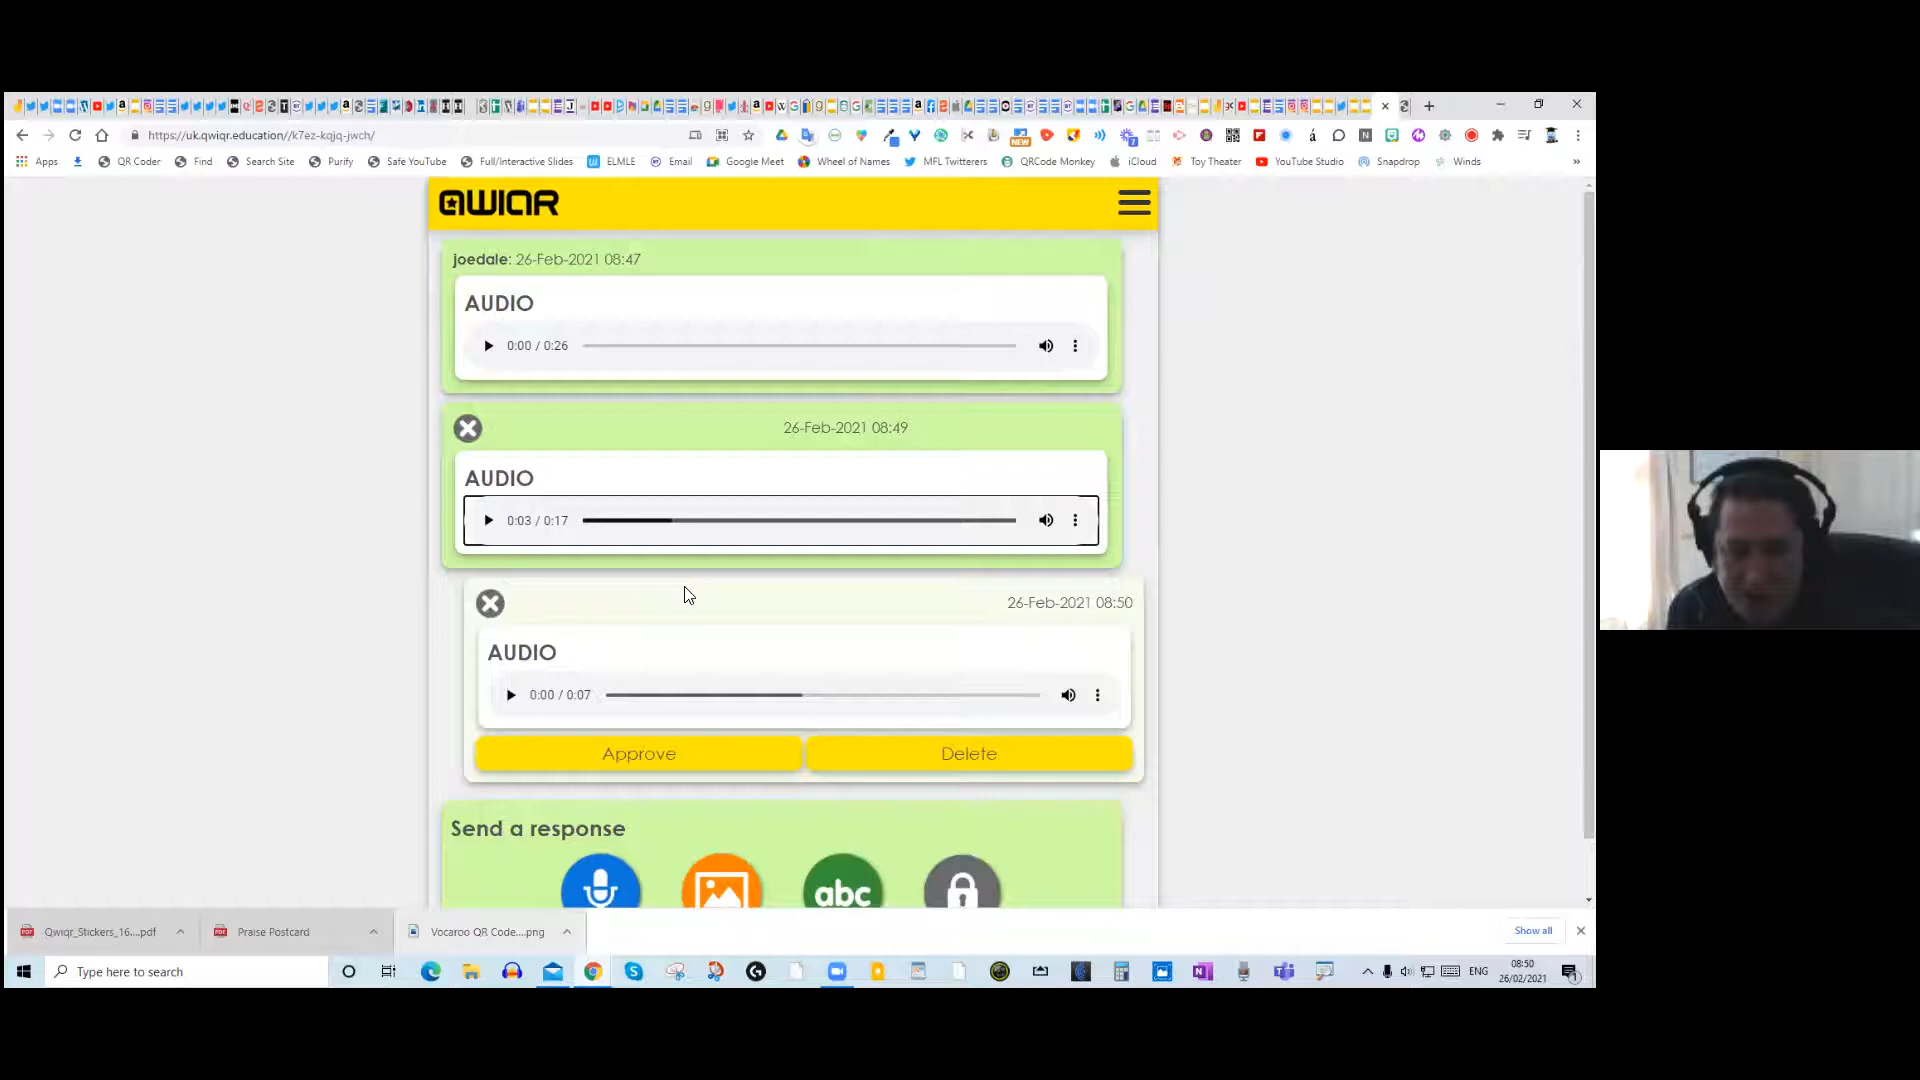 https://uk.qwiqr.education//k7ez-kqjq-jwch/
NEW
Apps
QR Coder
Find
Search Site
Purify
Safe YouTube
Full/Interactive Slides
ELMLE
Email
Google Meet
Wheel of Names
MFL Twitterers
QRCode Monkey
iCloud
Toy Theater
YouTube Studio
Snapdrop
Winds
»
QWIQR
joedale: 26-Feb-2021 08:47
AUDIO
0:00 / 0:26
26-Feb-2021 08:49
AUDIO
0:03 / 0:17
26-Feb-2021 08:50
AUDIO
0:00 / 0:07
Approve
Delete
Send a response
abc
Qwiqr_Stickers_16....pdf
Praise Postcard
Vocaroo QR Code....png
Show all
Type here to search
ENG
08:50
26/02/2021